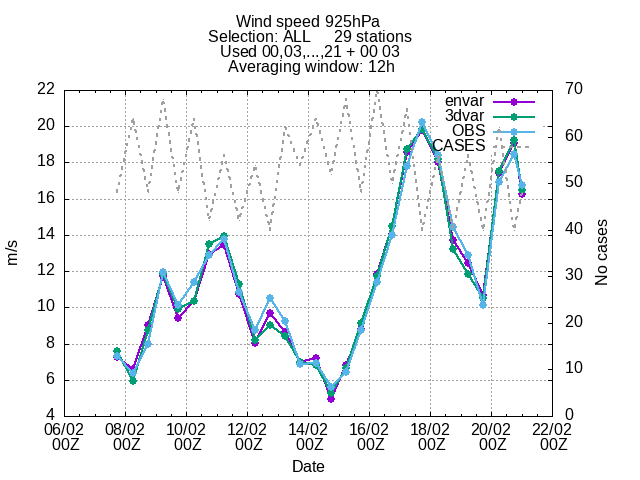 Wind speed 925hPa
Selection: ALL 29 stations
Used 00,03,...,21 + 00 03
Averaging window: 12h
22 70
envar
3dvar
OBS
CASES
20 60
18 50
16
14 40
12 30
10
8 20
6 10
4 0
m/s
No cases
06/02 08/02 10/02 12/02 14/02 16/02 18/02 20/02 22/02
00Z 00Z 00Z 00Z 00Z 00Z 00Z 00Z 00Z
Date